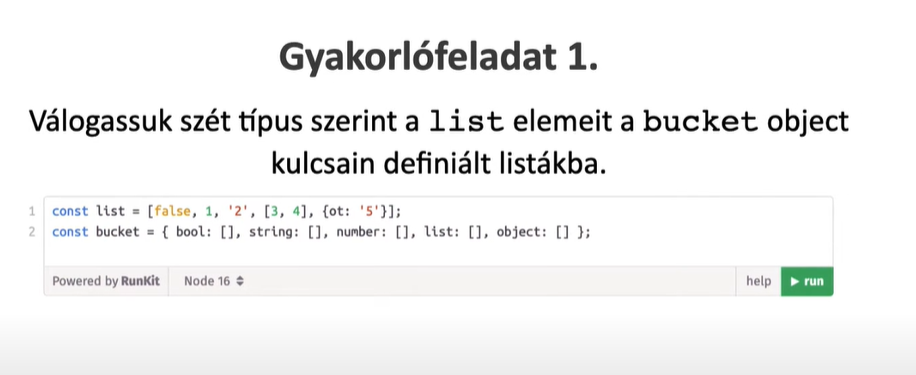 Gyakorlófeladat 1.
Válogassuk szét típus szerint a list elemeit a bucket object
kulcsain definiált listákba.
1 const list = [false, 1, '2', [3, 4], {ot: '5'}];
2 const bucket = { bool: [], string: [], number: [], list: [], object: [] };
Powered by RunKit Node 16 help run